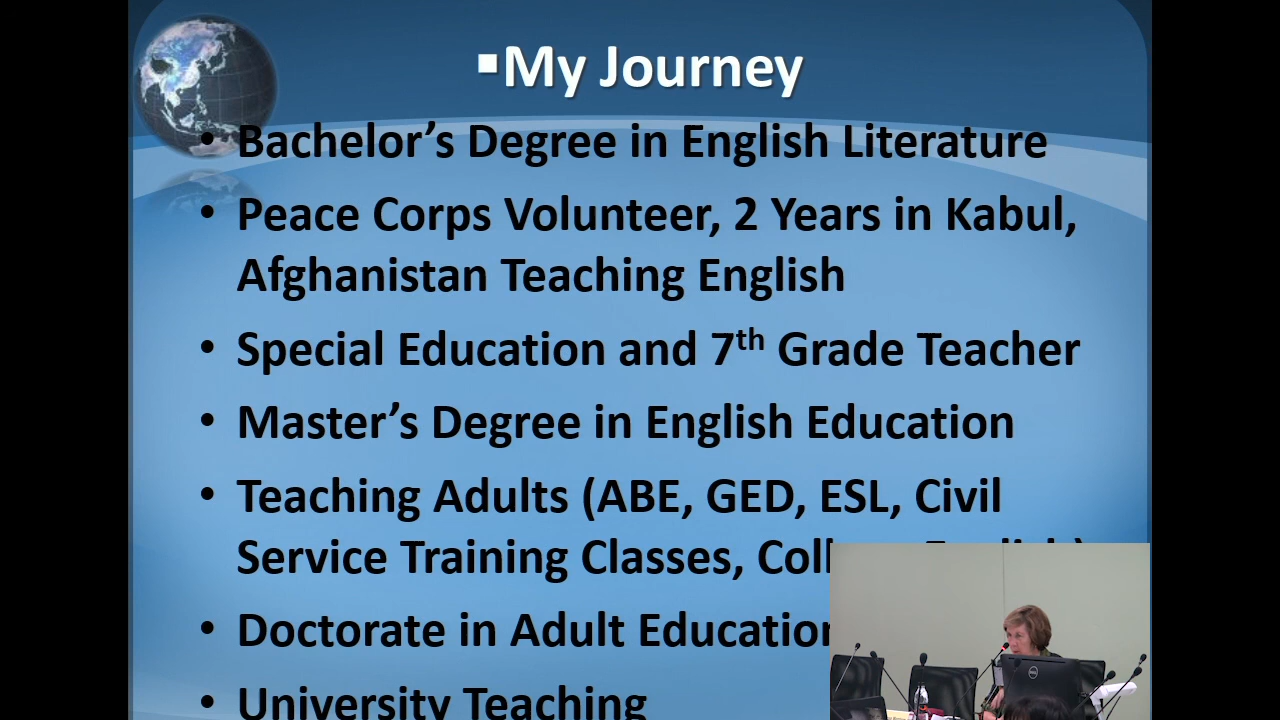 ▪My Journey
• Bachelor’s Degree in English Literature
• Peace Corps Volunteer, 2 Years in Kabul,
Afghanistan Teaching English
• Special Education and 7th Grade Teacher
• Master’s Degree in English Education
• Teaching Adults (ABE, GED, ESL, Civil
Service Training Classes,
• Doctorate in Adult Education
• University Teaching
DELL